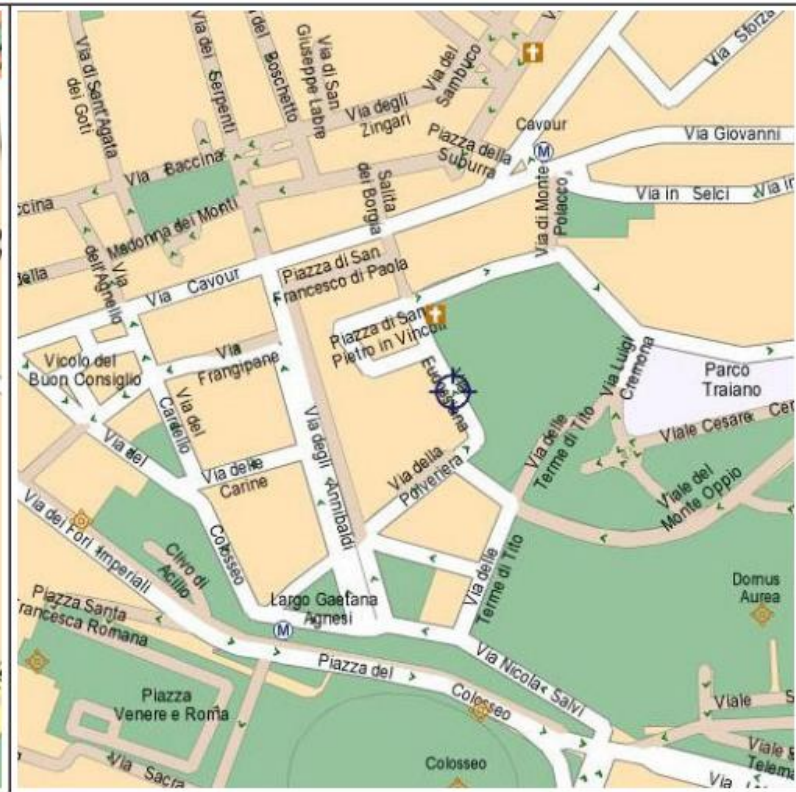 Via di Sant'Agata
dei Goti
Via dei Serpenti
del Boschetto
Via di San
Giuseppe Labre
Via degli
Zingari
Via del
Sambuco
Via Sforza
Cavour
M
Piazza della
Suburra
Via Giovanni
Via Baccina
ccina
Salita
dei Borgia
Via di Monte
Polacco
Via in Selci
Via in
Madonna dei Monti
della
Via
dell'Agnello
Via Cavour
Piazza di San
Francesco di Paola
Piazza di San
Pietro in Vincoli
Vicolo del
Buon Consiglio
Via
Frangipane
Via Luigi
Cremona
Parco
Traiano
Via del
Cardello
Via del
Colosseo
Via delle
Carine
Via degli
Annibaldi
Via della
Polveriera
Via delle
Terme di Tito
Viale Cesare
Viale del
Monte Oppio
Via dei Fori Imperiali
Clivo di
Acilio
Via delle
Terme di Tito
Domus
Aurea
Piazza Santa
Francesca Romana
Largo Gaetana
Agnesi
M
Piazza del
Colosseo
Via Nicola Salvi
Piazza
Venere e Roma
Viale
Via Sacra
Colosseo
Viale
Telema